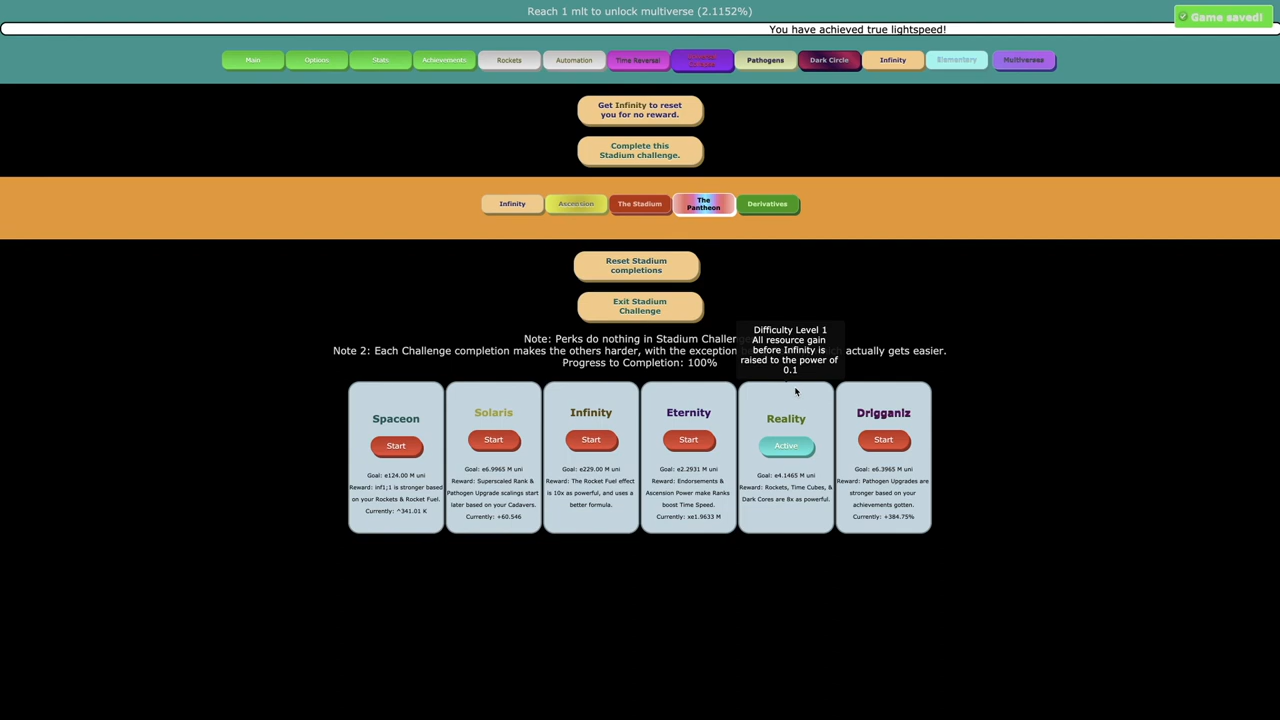 Reach 1 mlt to unlock multiverse (2.1152%)
Game saved!
You have achieved true lightspeed!
Main
Options
Stats
Achievements
Rockets
Automation
Time Reversal
Pathogens
Dark Circle
Infinity
Elementary
Multiverses
Get Infinity to reset
you for no reward.
Complete this
Stadium challenge.
Infinity
Ascension
The Stadium
The
Pantheon
Derivatives
Reset Stadium
completions
Exit Stadium
Challenge
Note: Perks do nothing in Stadium Challeng
Note 2: Each Challenge completion makes the others harder, with the exception
ch actually gets easier.
Progress to Completion: 100%
Difficulty Level 1
All resource gain
before Infinity is
raised to the power of
0.1
Spaceon
Start
Goal: e124.00 M uni
Reward: inf1;1 is stronger based
on your Rockets & Rocket Fuel.
Currently: ^341.01 K
Solaris
Start
Goal: e6.9965 M uni
Reward: Superscaled Rank &
Pathogen Upgrade scalings start
later based on your Cadavers.
Currently: +60.546
Infinity
Start
Goal: e229.00 M uni
Reward: The Rocket Fuel effect
is 10x as powerful, and uses a
better formula.
Eternity
Start
Goal: e2.2931 M uni
Reward: Endorsements &
Ascension Power make Ranks
boost Time Speed.
Currently: xe1.9633 M
Reality
Active
Goal: e4.1465 M uni
Reward: Rockets, Time Cubes, &
Dark Cores are 8x as powerful.
Drigganiz
Start
Goal: e6.3965 M uni
Reward: Pathogen Upgrades are
stronger based on your
achievements gotten.
Currently: +384.75%